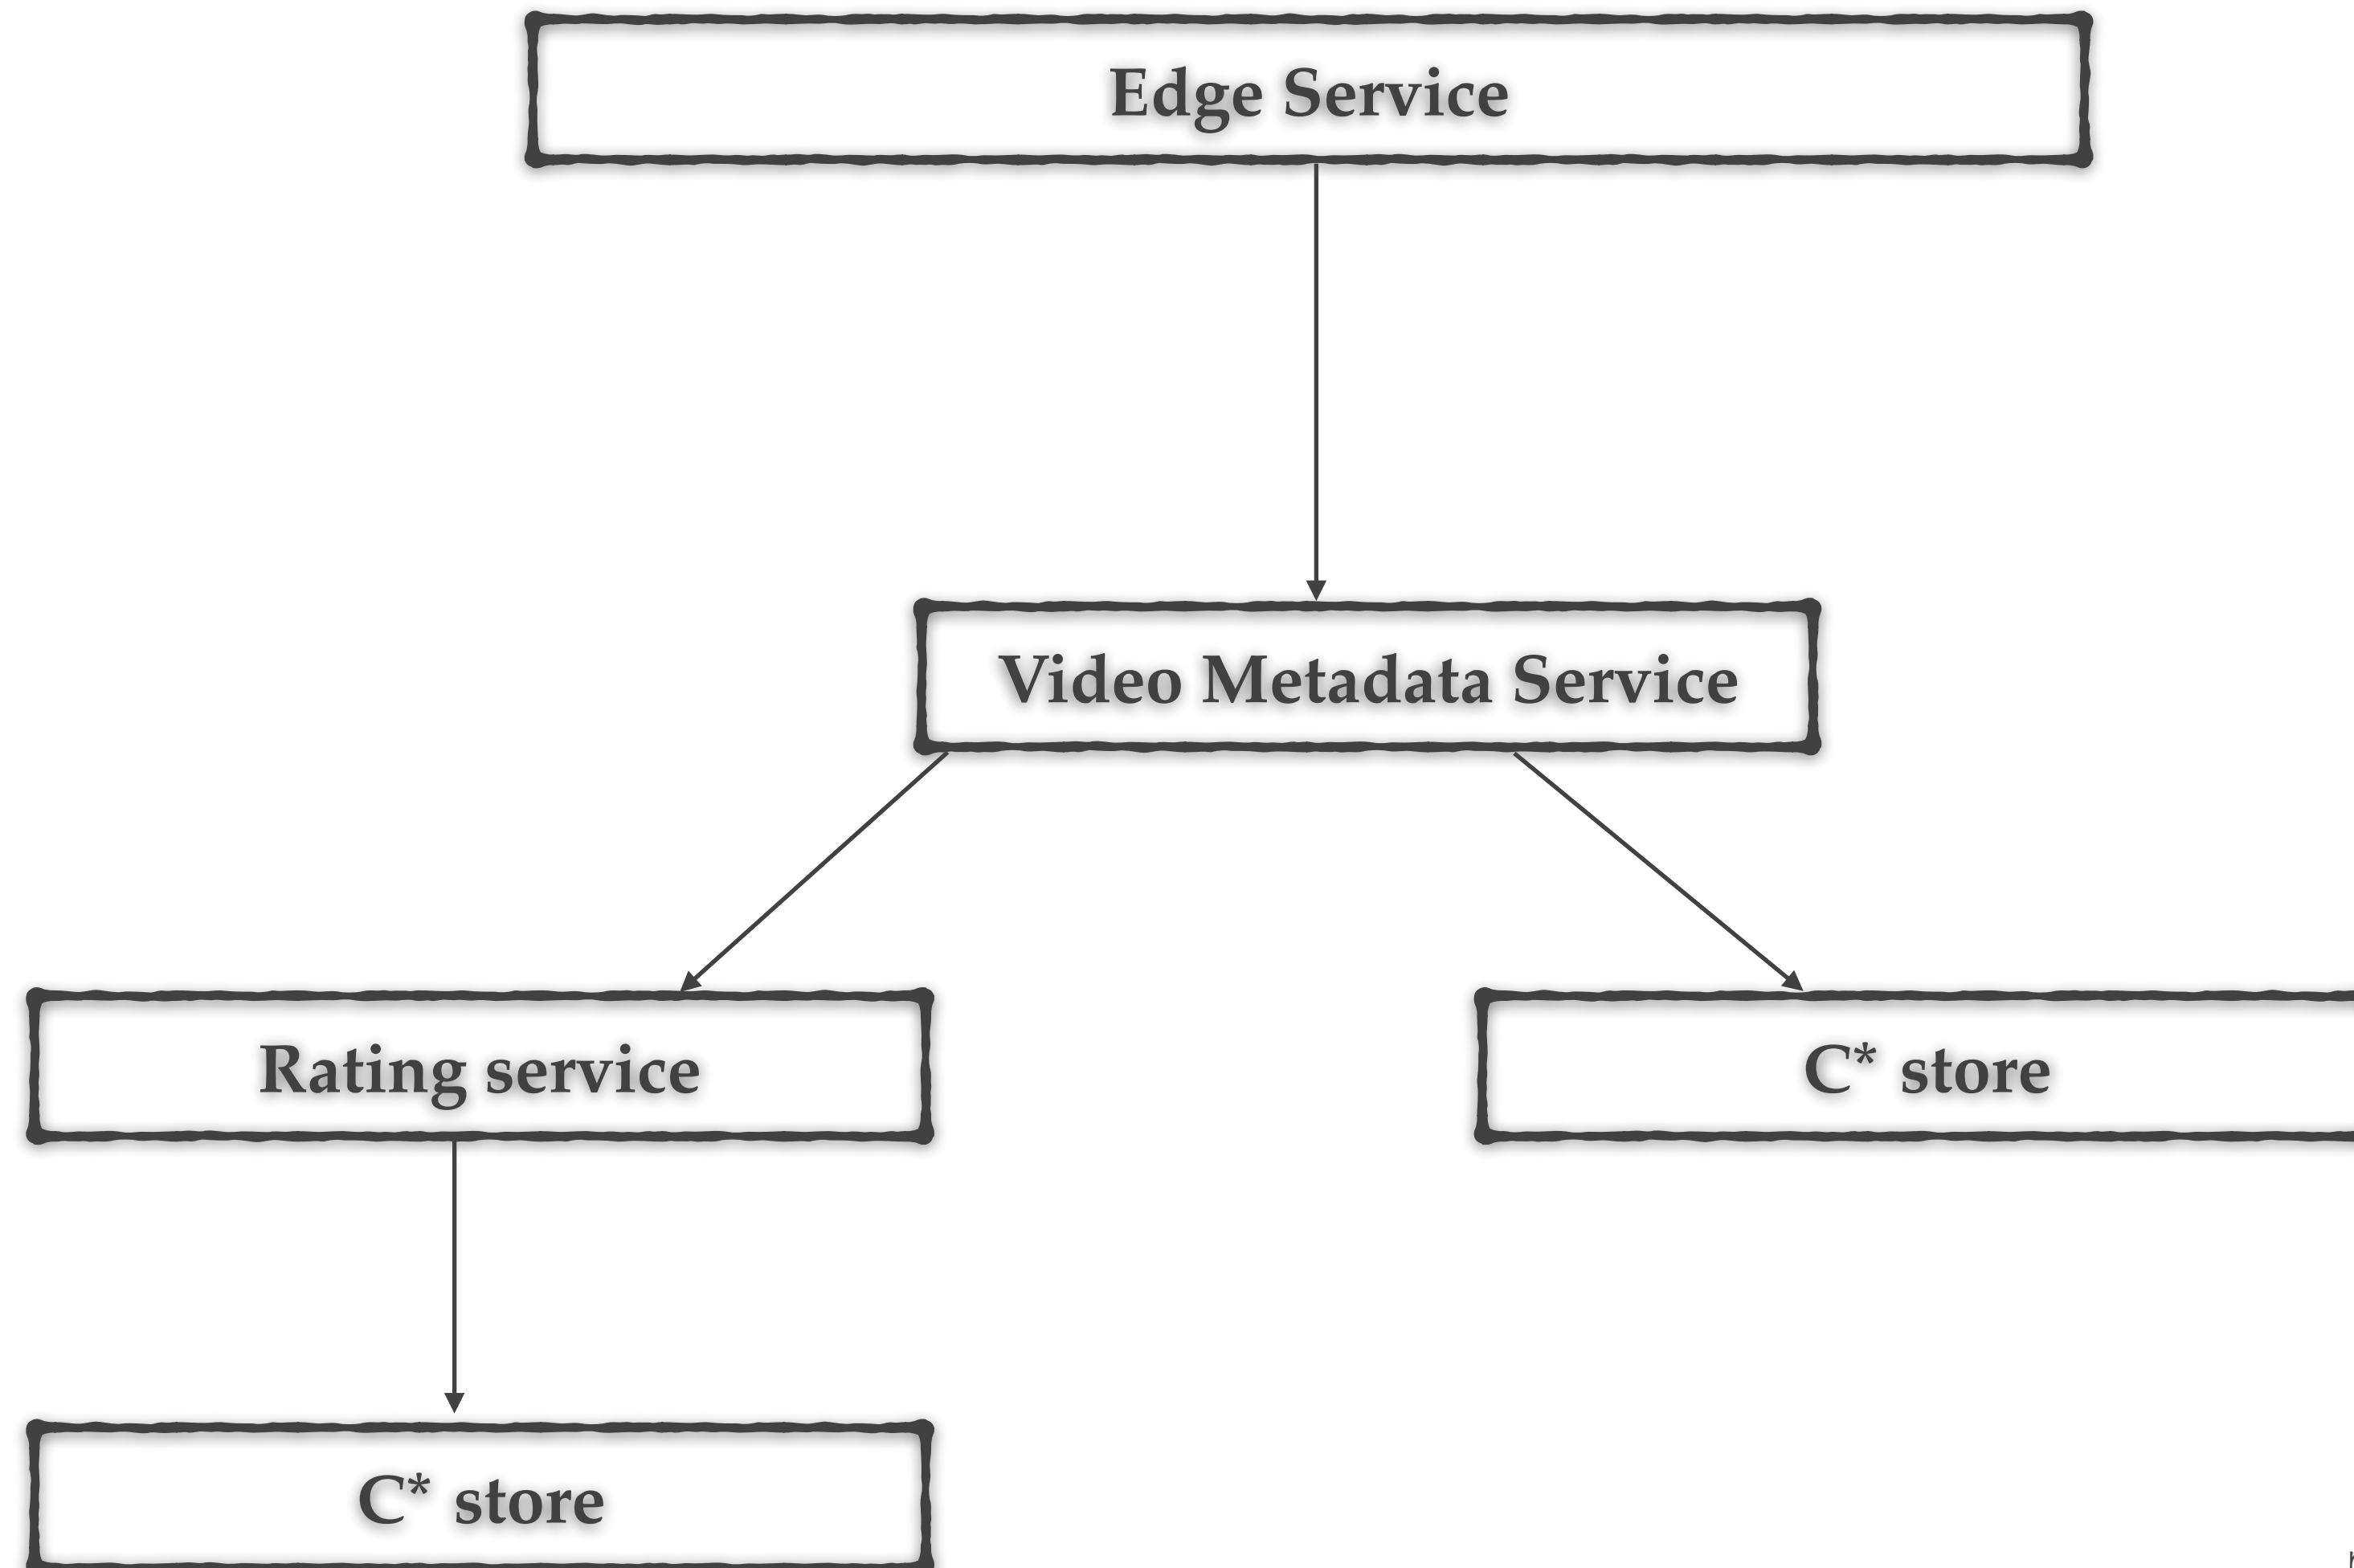 Edge Service
Video Metadata Service
Rating service
C* store
C* store